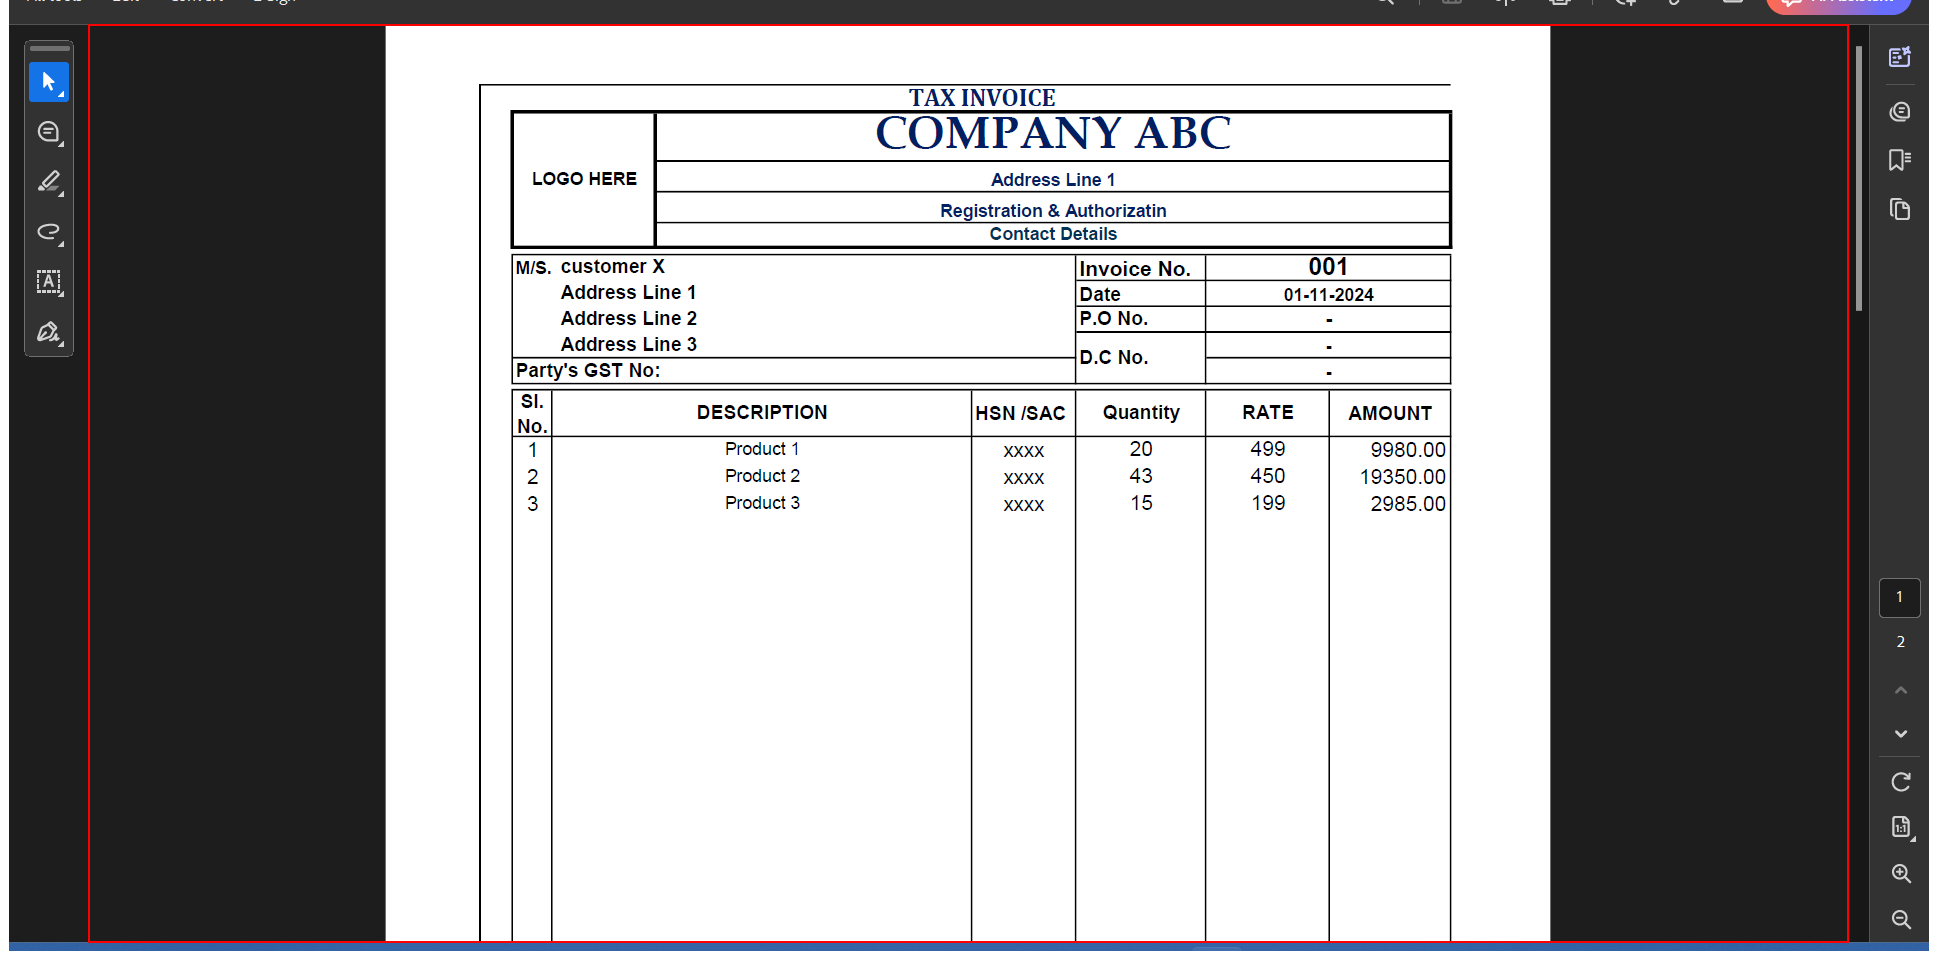 TAX INVOICE
COMPANY ABC
LOGO HERE
Address Line 1
Registration & Authorizatin
Contact Details
M/S. customer X
Address Line 1
Address Line 2
Address Line 3
Party's GST No:
Invoice No. 001
Date 01-11-2024
P.O No. -
D.C No. -
-
Sl. No. DESCRIPTION HSN /SAC Quantity RATE AMOUNT
1 Product 1 xxxx 20 499 9980.00
2 Product 2 xxxx 43 450 19350.00
3 Product 3 xxxx 15 199 2985.00
1
2